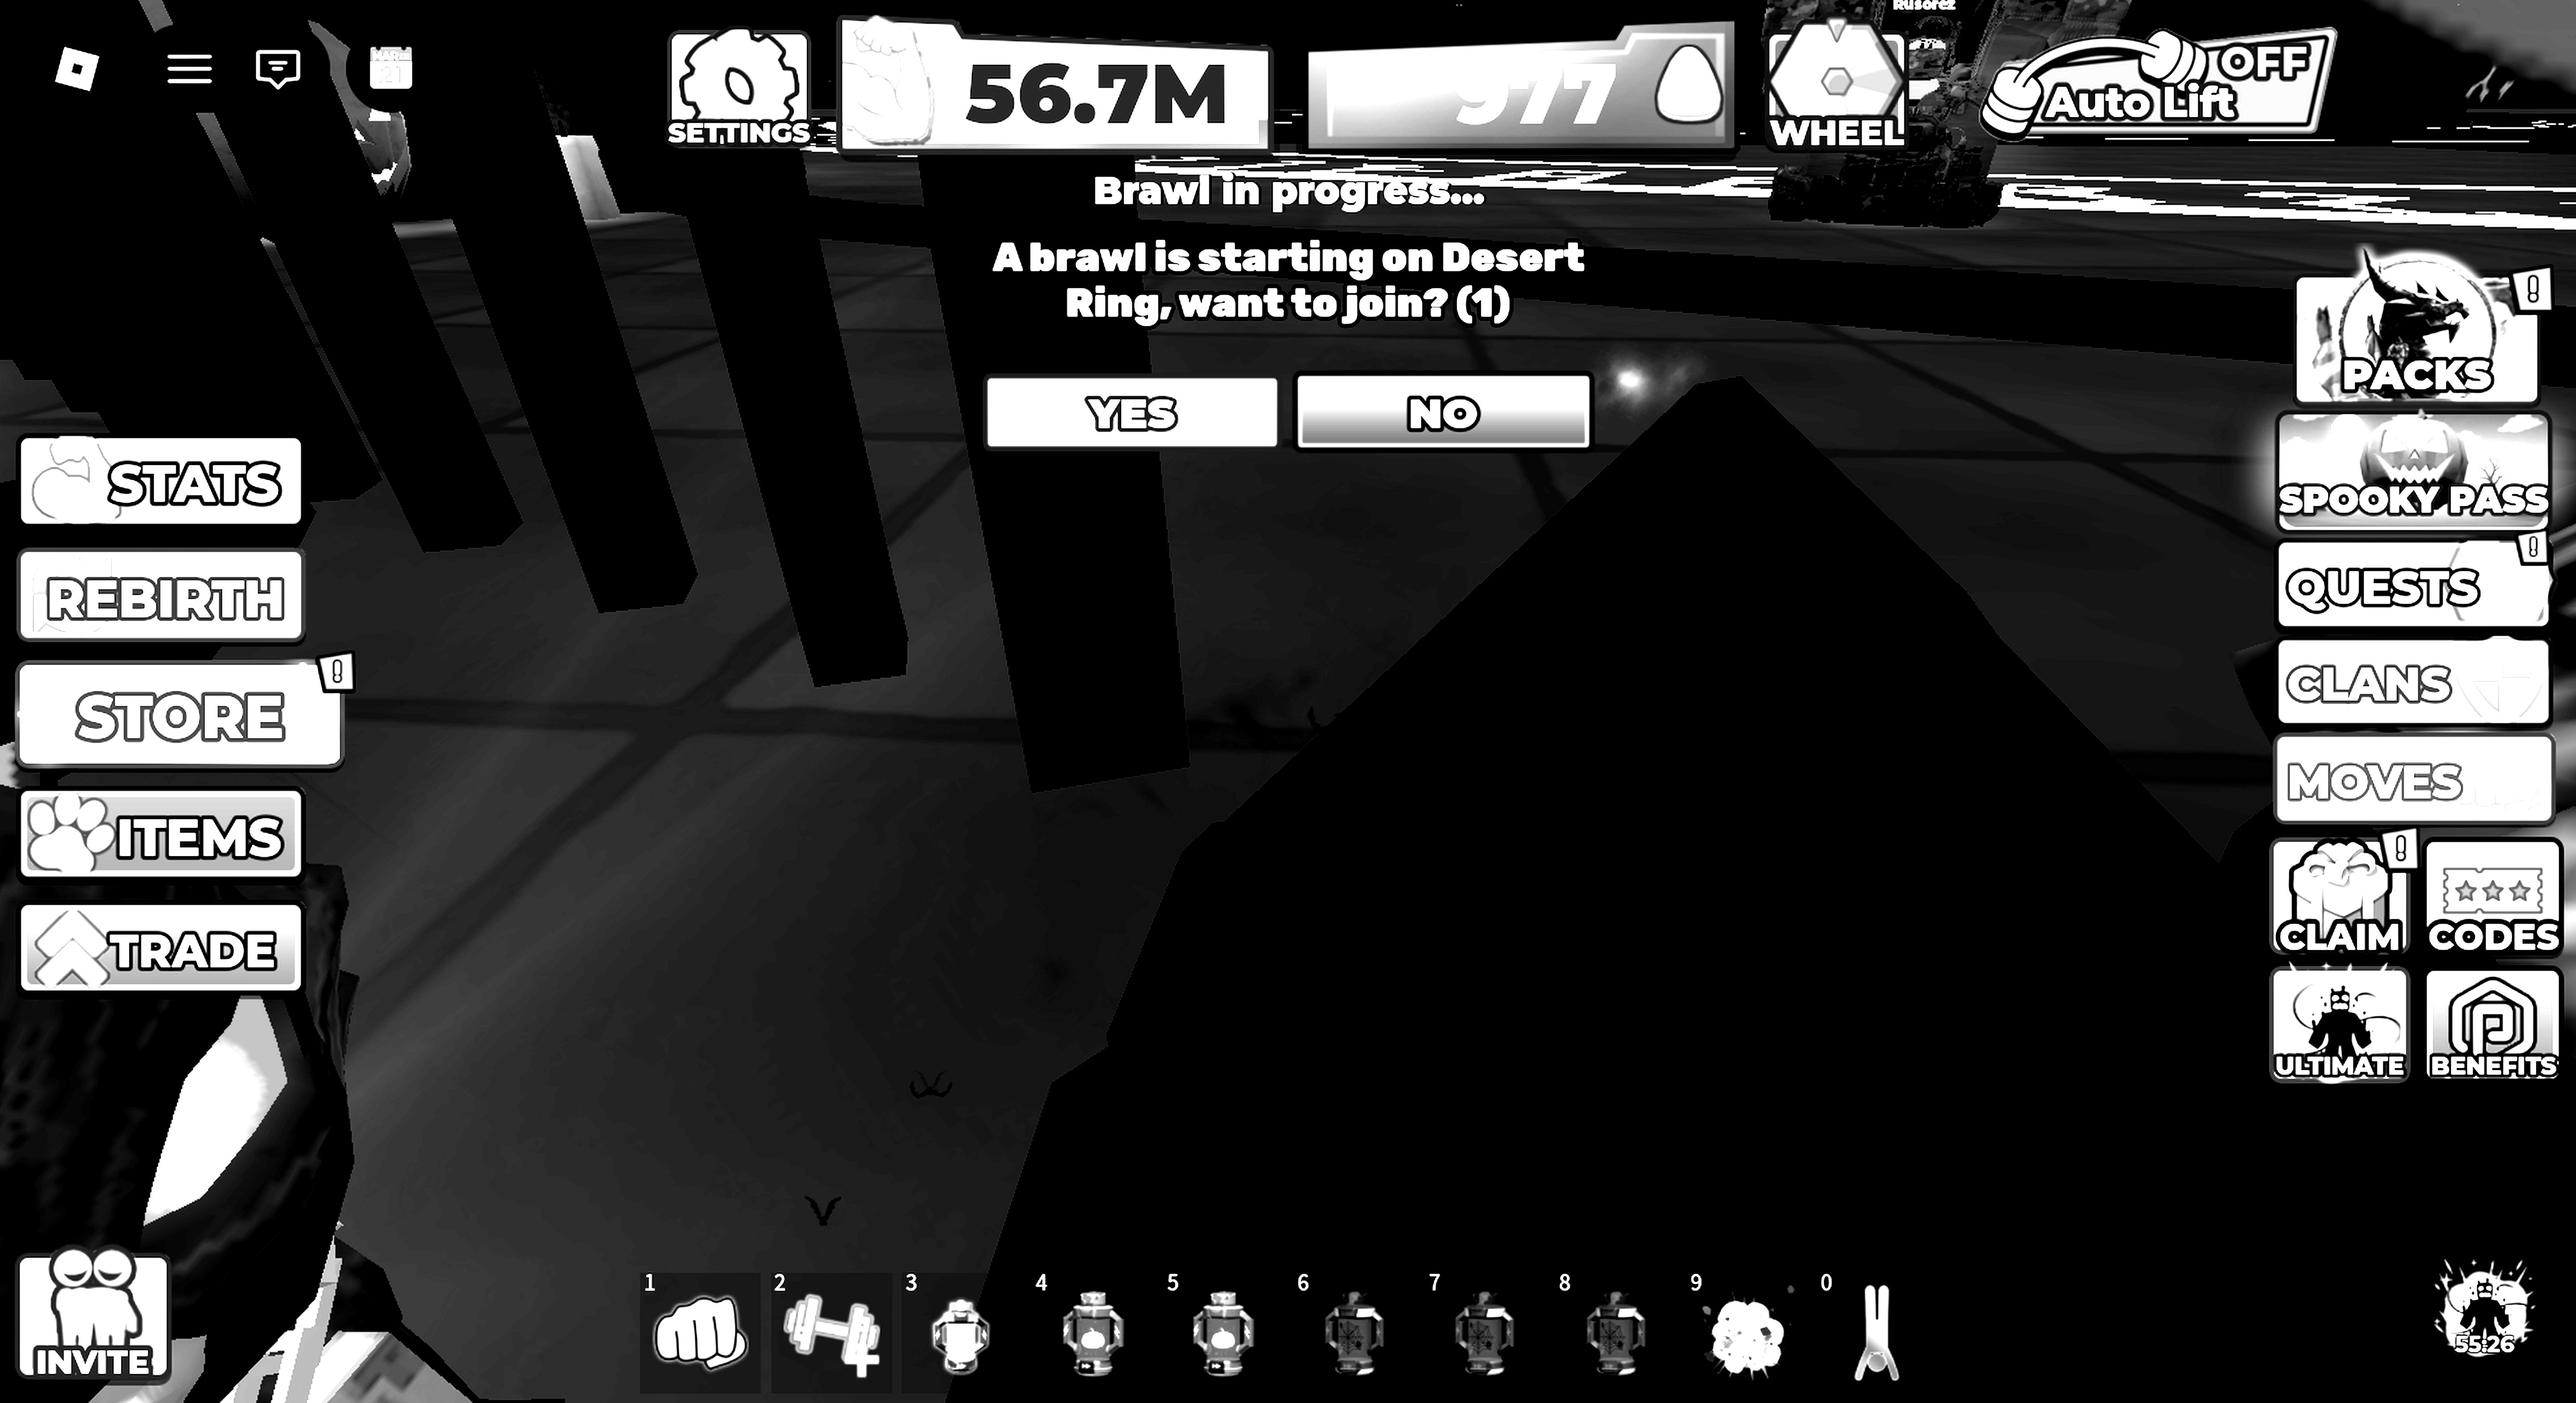 Rusorez
SETTINGS
56.7M
977
WHEEL
OFF
Auto Lift
Brawl in progress...
A brawl is starting on Desert
Ring, want to join? (1)
YES
NO
STATS
REBIRTH
STORE
ITEMS
TRADE
INVITE
PACKS
SPOOKY PASS
QUESTS
CLANS
MOVES
CLAIM
CODES
ULTIMATE
BENEFITS
1
2
3
4
5
6
7
8
9
0
55:26